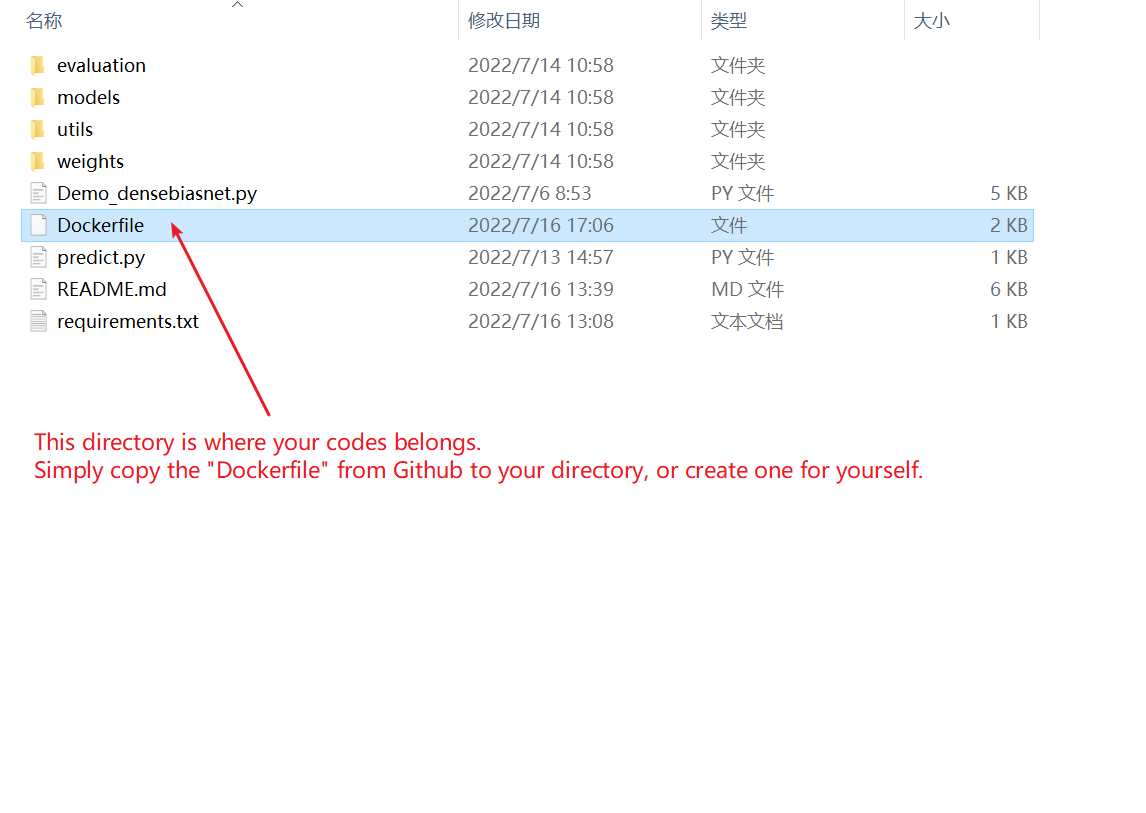 名称 修改日期 类型 大小
evaluation 2022/7/14 10:58 文件夹
models 2022/7/14 10:58 文件夹
utils 2022/7/14 10:58 文件夹
weights 2022/7/14 10:58 文件夹
Demo_densebiasnet.py 2022/7/6 8:53 PY 文件 5 KB
Dockerfile 2022/7/16 17:06 文件 2 KB
predict.py 2022/7/13 14:57 PY 文件 1 KB
README.md 2022/7/16 13:39 MD 文件 6 KB
requirements.txt 2022/7/16 13:08 文本文档 1 KB
This directory is where your codes belongs.
Simply copy the "Dockerfile" from Github to your directory, or create one for yourself.